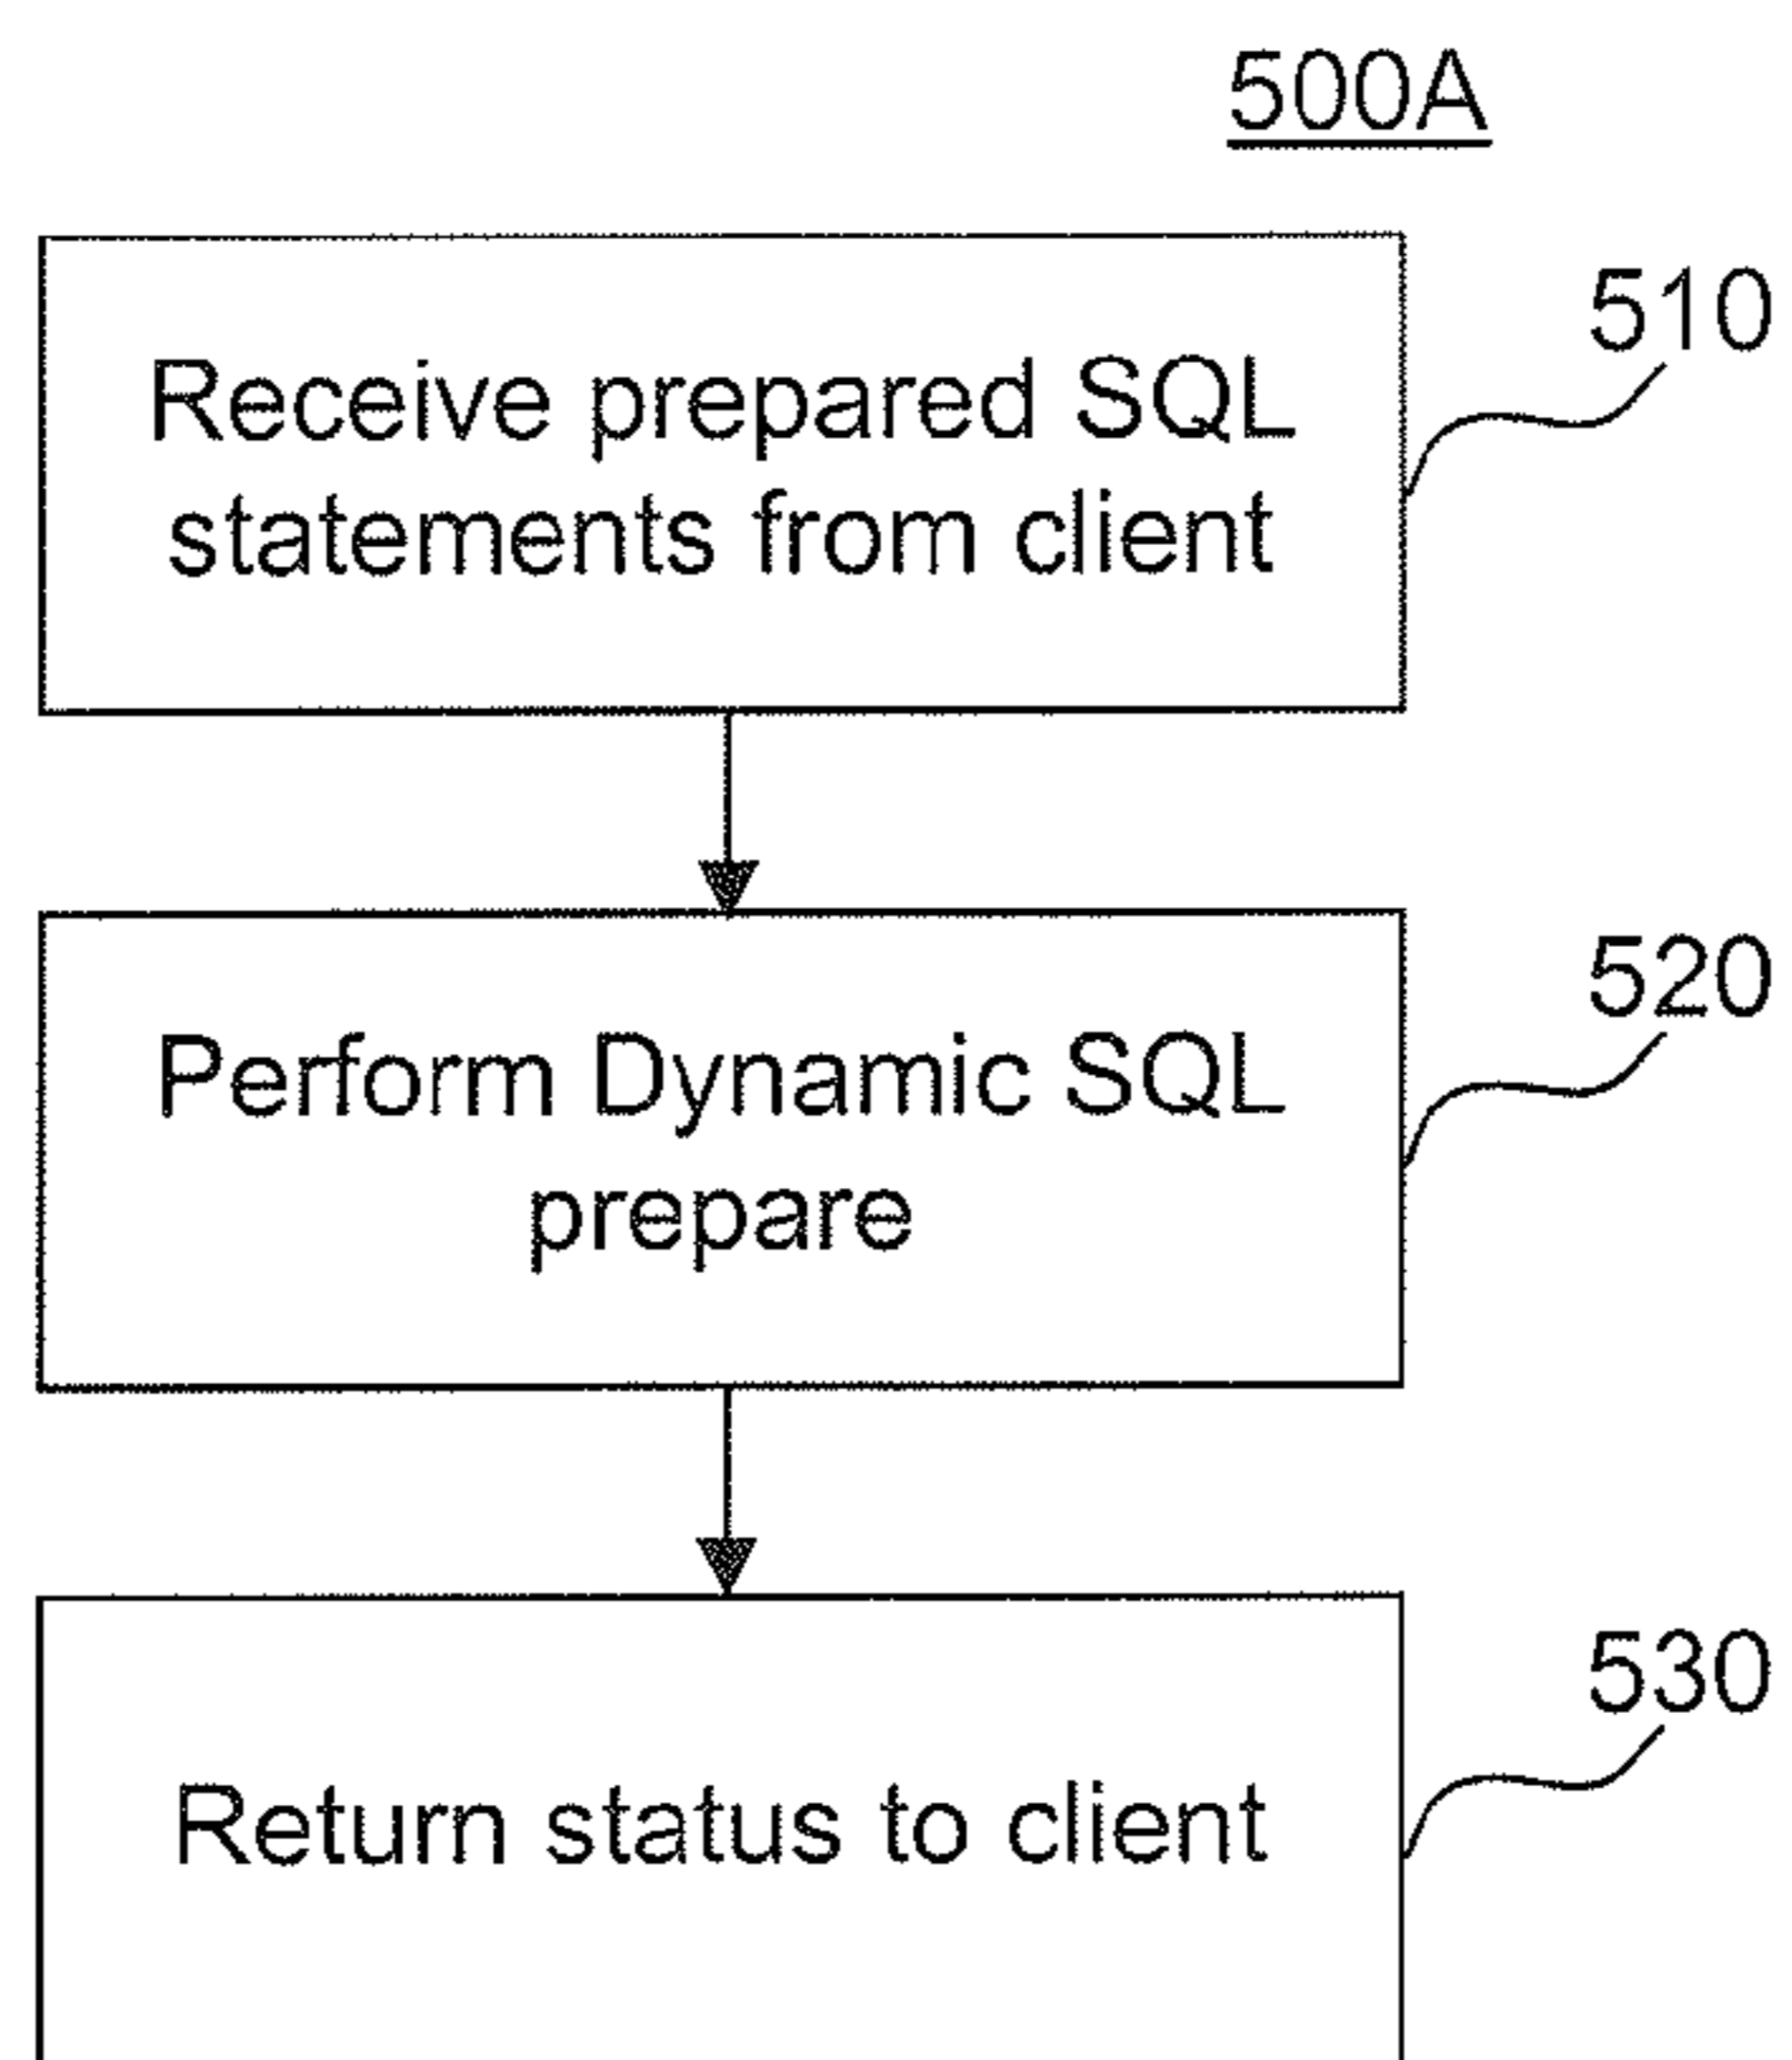 500A
Receive prepared SQL
statements from client
510
Perform Dynamic SQL
prepare
520
Return status to client
530